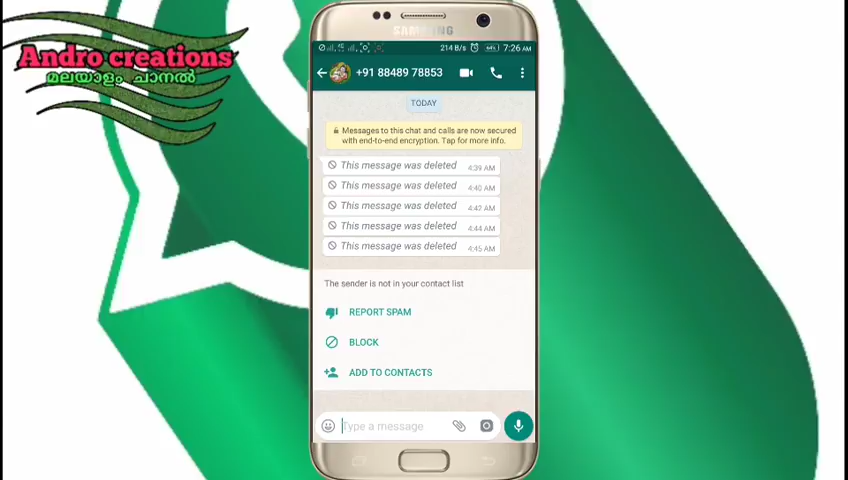 Andro creations
മലയാളം ചാനൽ
SAMSUNG
214 B/s 7:26 AM
+91 88489 78853
TODAY
Messages to this chat and calls are now secured
with end-to-end encryption. Tap for more info.
This message was deleted 4:39 AM
This message was deleted 4:40 AM
This message was deleted 4:42 AM
This message was deleted 4:44 AM
This message was deleted 4:45 AM
The sender is not in your contact list
REPORT SPAM
BLOCK
ADD TO CONTACTS
Type a message